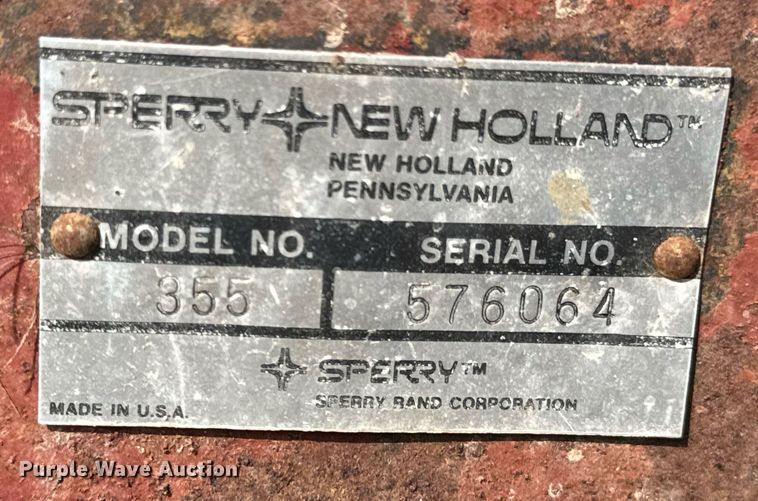 SPERRY NEW HOLLAND™
NEW HOLLAND
PENNSYLVANIA
MODEL NO. SERIAL NO.
355 576064
SPERRY™
SPERRY RAND CORPORATION
MADE IN U.S.A.
Purple Wave Auction